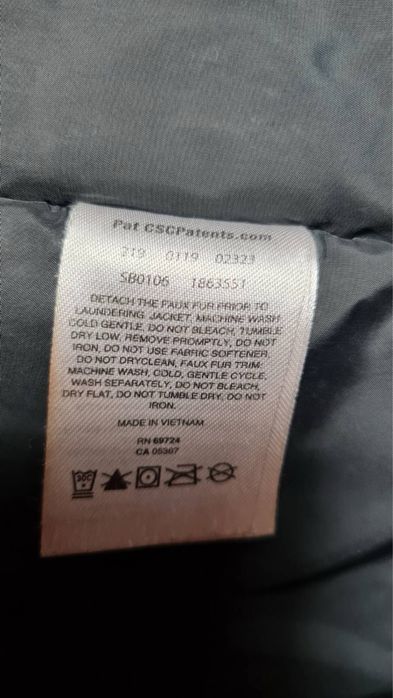 Pat CSCPatents.com
219 0119 02323
SB0106 1863551
DETACH THE FAUX FUR PRIOR TO
LAUNDERING JACKET, MACHINE WASH
COLD GENTLE, DO NOT BLEACH, TUMBLE
DRY LOW, REMOVE PROMPTLY, DO NOT
IRON, DO NOT USE FABRIC SOFTENER,
DO NOT DRYCLEAN, FAUX FUR TRIM:
MACHINE WASH, COLD, GENTLE CYCLE,
WASH SEPARATELY, DO NOT BLEACH,
DRY FLAT, DO NOT TUMBLE DRY, DO NOT
IRON.
MADE IN VIETNAM
RN 69724
CA 05367
30C